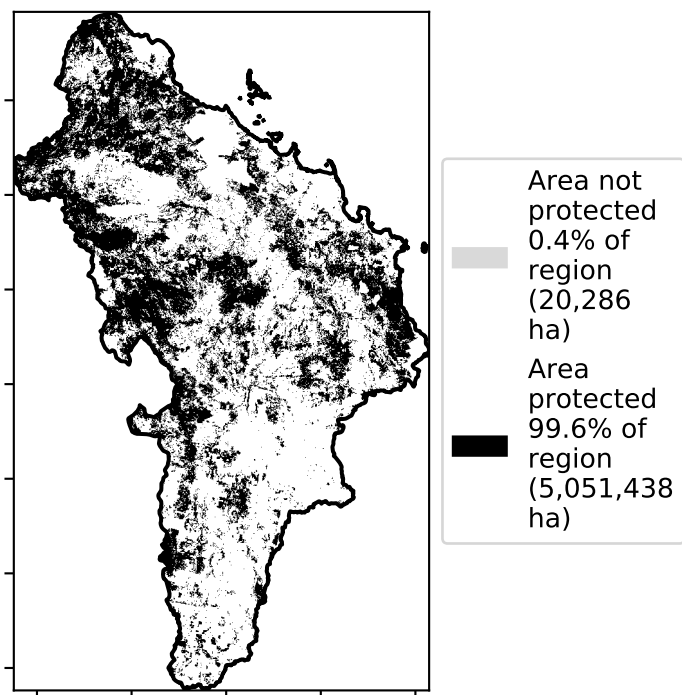 Area not
protected
0.4% of
region
(20,286
ha)
Area
protected
99.6% of
region
(5,051,438
ha)